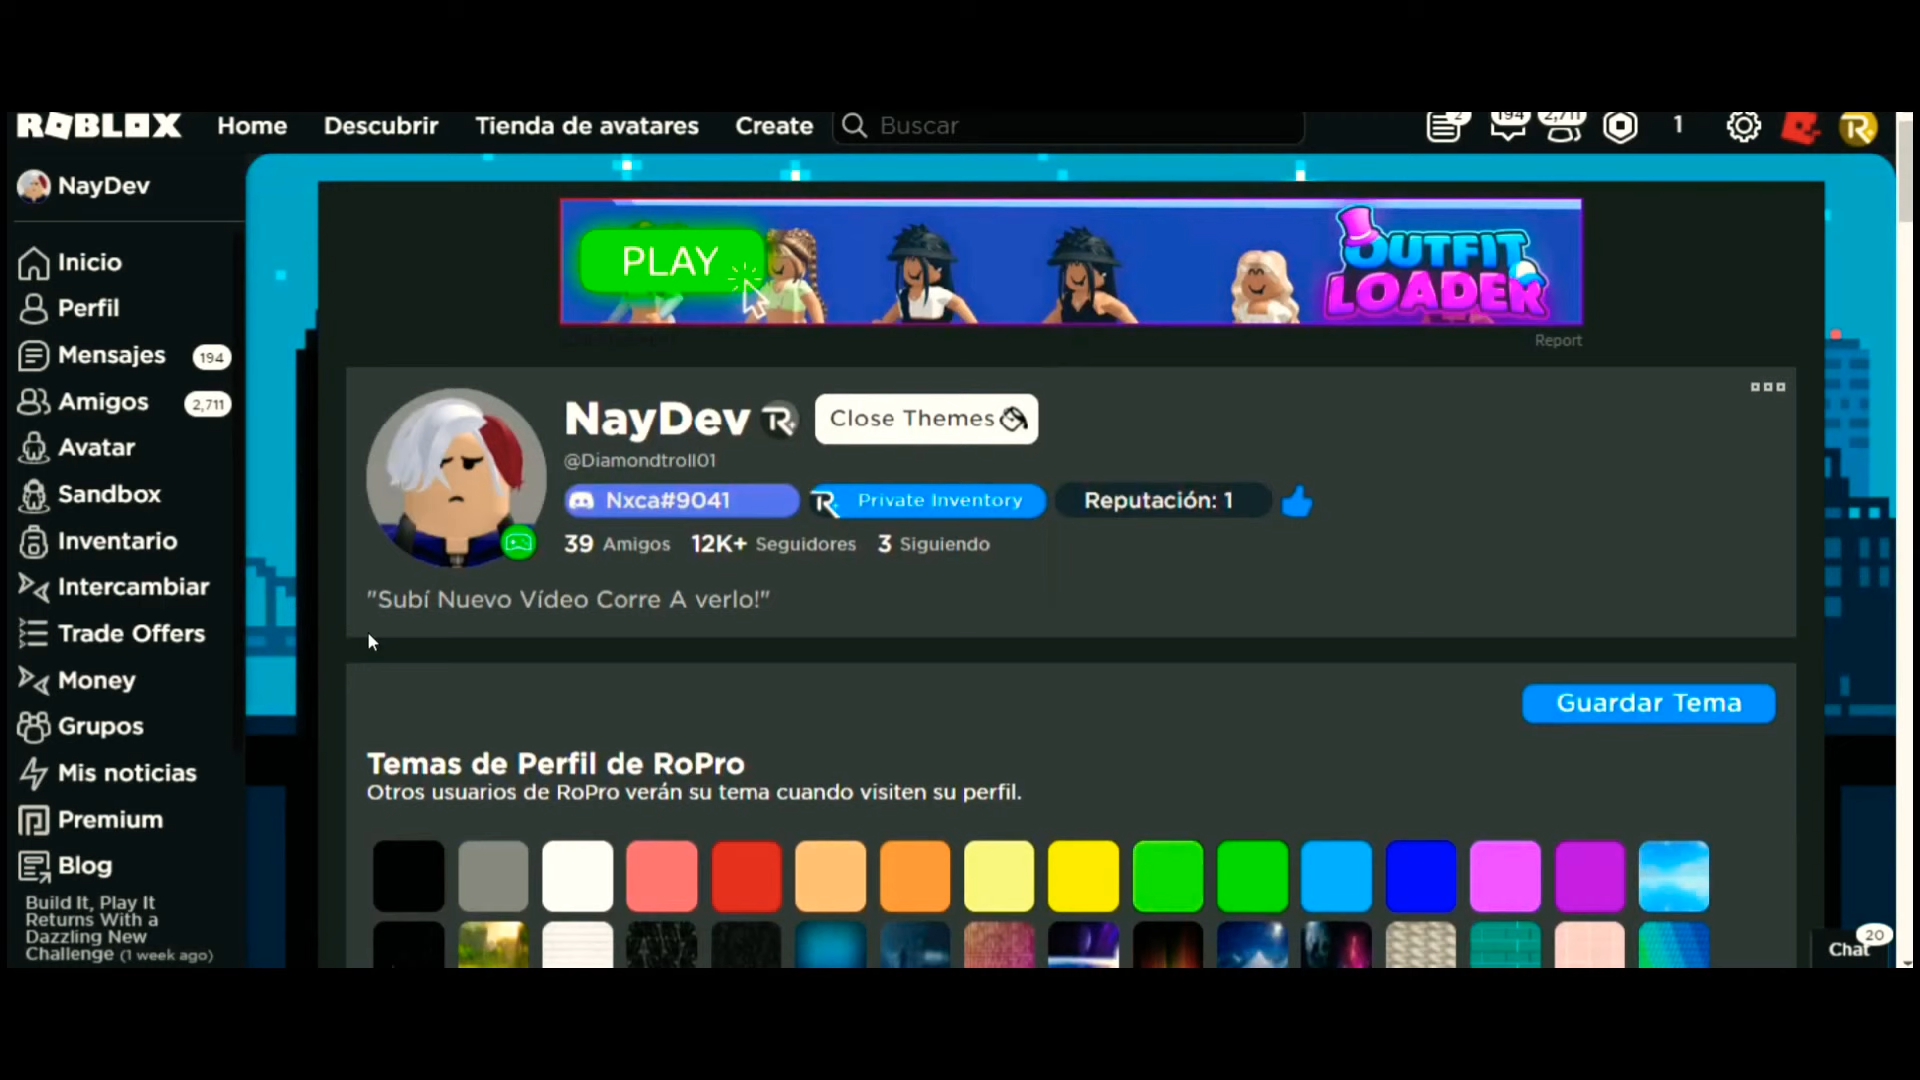 ROBLOX
Home
Descubrir
Tienda de avatares
Create
Buscar
2
194
2,711
1
NayDev
Inicio
Perfil
Mensajes
194
Amigos
2,711
Avatar
Sandbox
Inventario
Intercambiar
Trade Offers
Money
Grupos
Mis noticias
Premium
Blog
Build It, Play It
Returns With a
Dazzling New
Challenge (1 week ago)
PLAY
OUTFIT
LOADER
Report
NayDev
Close Themes
@Diamondtroll01
Nxca#9041
Private Inventory
Reputación: 1
39 Amigos
12K+ Seguidores
3 Siguiendo
"Subí Nuevo Vídeo Corre A verlo!"
Guardar Tema
Temas de Perfil de RoPro
Otros usuarios de RoPro verán su tema cuando visiten su perfil.
Chat
20